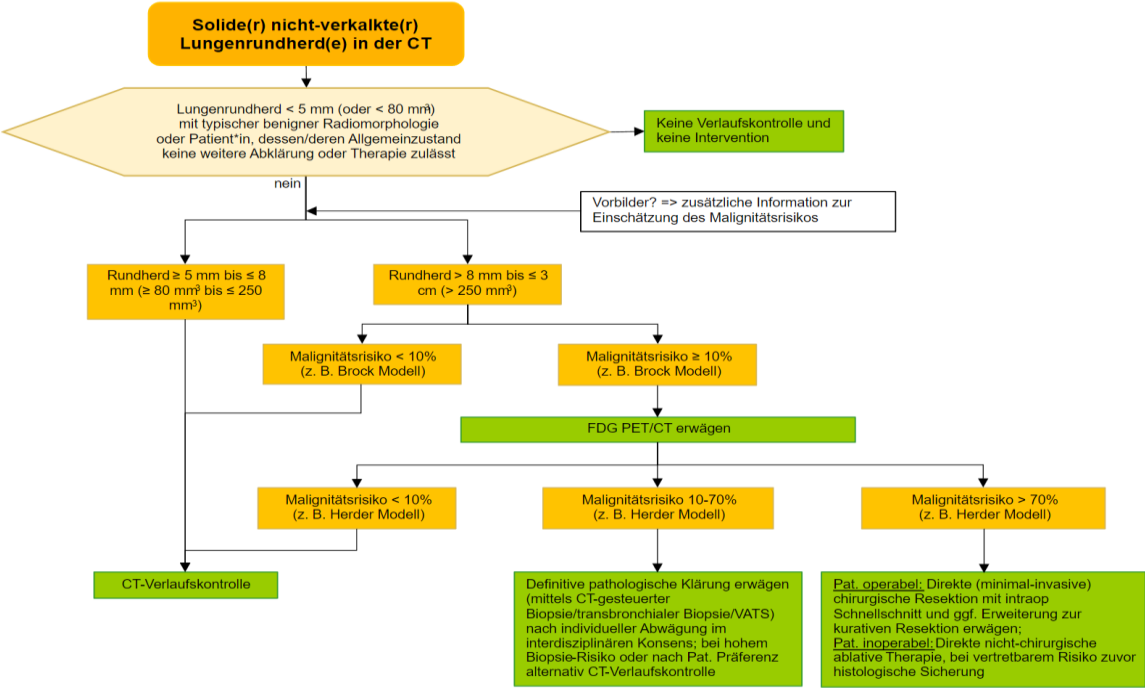 Solide(r) nicht-verkalkte(r)
Lungenrundherd(e) in der CT
Lungenrundherd < 5 mm (oder < 80 mm³)
mit typischer benigner Radiomorphologie
oder Patient*in, dessen/deren Allgemeinzustand
keine weitere Abklärung oder Therapie zulässt
Keine Verlaufskontrolle und
keine Intervention
nein
Vorbilder? => zusätzliche Information zur
Einschätzung des Malignitätsrisikos
Rundherd ≥ 5 mm bis ≤ 8
mm (≥ 80 mm³ bis ≤ 250
mm³)
Rundherd > 8 mm bis ≤ 3
cm (> 250 mm³)
Malignitätsrisiko < 10%
(z. B. Brock Modell)
Malignitätsrisiko ≥ 10%
(z. B. Brock Modell)
FDG PET/CT erwägen
Malignitätsrisiko < 10%
(z. B. Herder Modell)
Malignitätsrisiko 10-70%
(z. B. Herder Modell)
Malignitätsrisiko > 70%
(z. B. Herder Modell)
CT-Verlaufskontrolle
Definitive pathologische Klärung erwägen
(mittels CT-gesteuerter
Biopsie/transbronchialer Biopsie/VATS)
nach individueller Abwägung im
interdisziplinären Konsens; bei hohem
Biopsie-Risiko oder nach Pat. Präferenz
alternativ CT-Verlaufskontrolle
Pat. operabel: Direkte (minimal-invasive)
chirurgische Resektion mit intraop
Schnellschnitt und ggf. Erweiterung zur
kurativen Resektion erwägen;
Pat. inoperabel: Direkte nicht-chirurgische
ablative Therapie, bei vertretbarem Risiko zuvor
histologische Sicherung